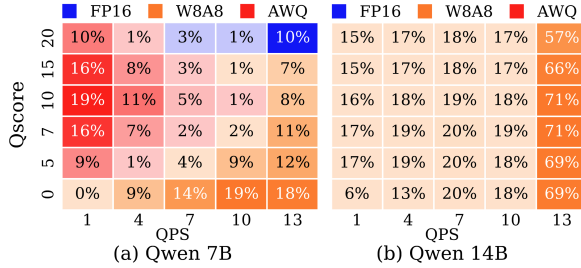 FP16 W8A8 AWQ FP16 W8A8 AWQ
Qscore
20 10% 1% 3% 1% 10% 15% 17% 18% 17% 57%
15 16% 8% 3% 1% 7% 15% 17% 18% 17% 66%
10 19% 11% 5% 1% 8% 16% 18% 19% 18% 71%
7 16% 7% 2% 2% 11% 17% 19% 20% 19% 71%
5 9% 1% 4% 9% 12% 17% 19% 20% 18% 69%
0 0% 9% 14% 19% 18% 6% 13% 20% 18% 69%
1 4 7 10 13 1 4 7 10 13
QPS QPS
(a) Qwen 7B (b) Qwen 14B